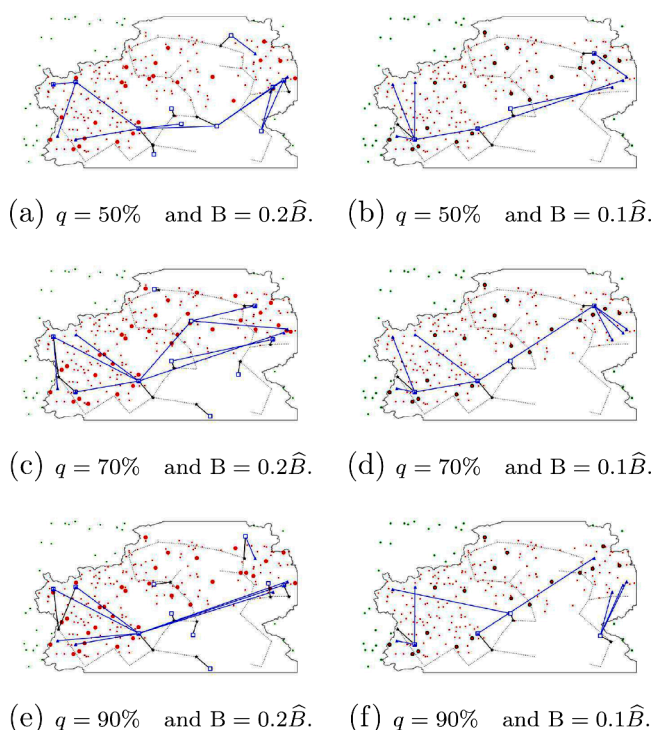 (a) q = 50% and B = 0.2B̂. (b) q = 50% and B = 0.1B̂.
(c) q = 70% and B = 0.2B̂. (d) q = 70% and B = 0.1B̂.
(e) q = 90% and B = 0.2B̂. (f) q = 90% and B = 0.1B̂.